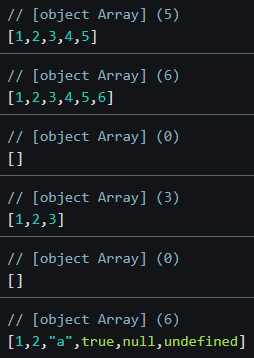 // [object Array] (5)
[1,2,3,4,5]
// [object Array] (6)
[1,2,3,4,5,6]
// [object Array] (0)
[]
// [object Array] (3)
[1,2,3]
// [object Array] (0)
[]
// [object Array] (6)
[1,2,"a",true,null,undefined]